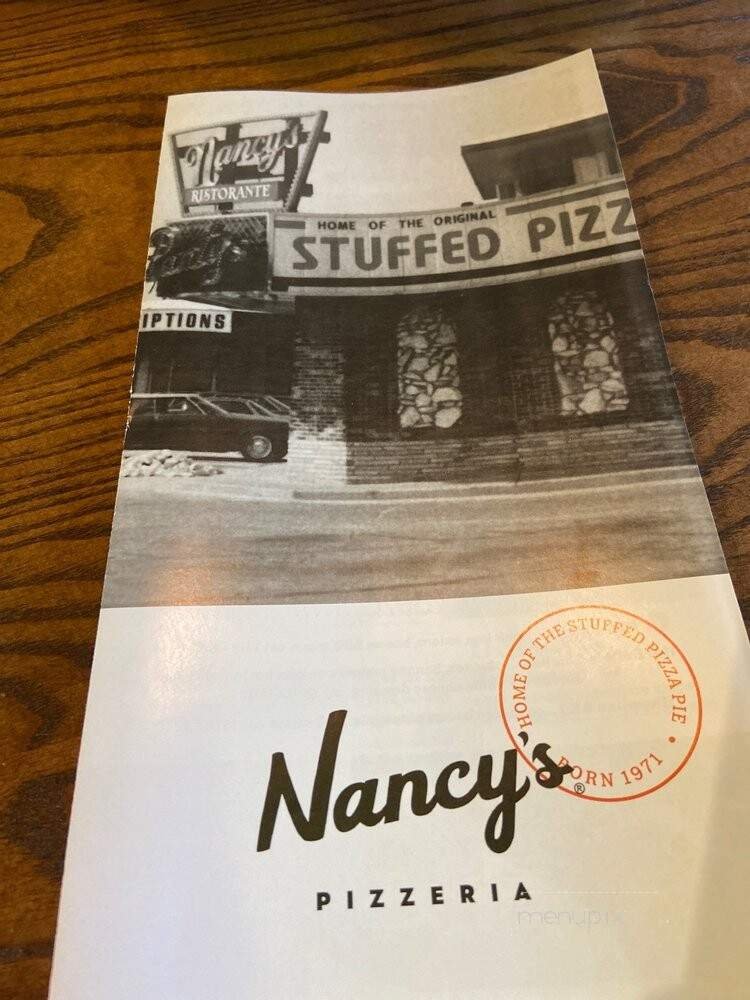 Nancy's
RISTORANTE
HOME OF THE ORIGINAL
STUFFED PIZZ
IPTIONS
HOME OF THE STUFFED PIZZA PIE
BORN 1971
Nancy's®
PIZZERIA
menupix